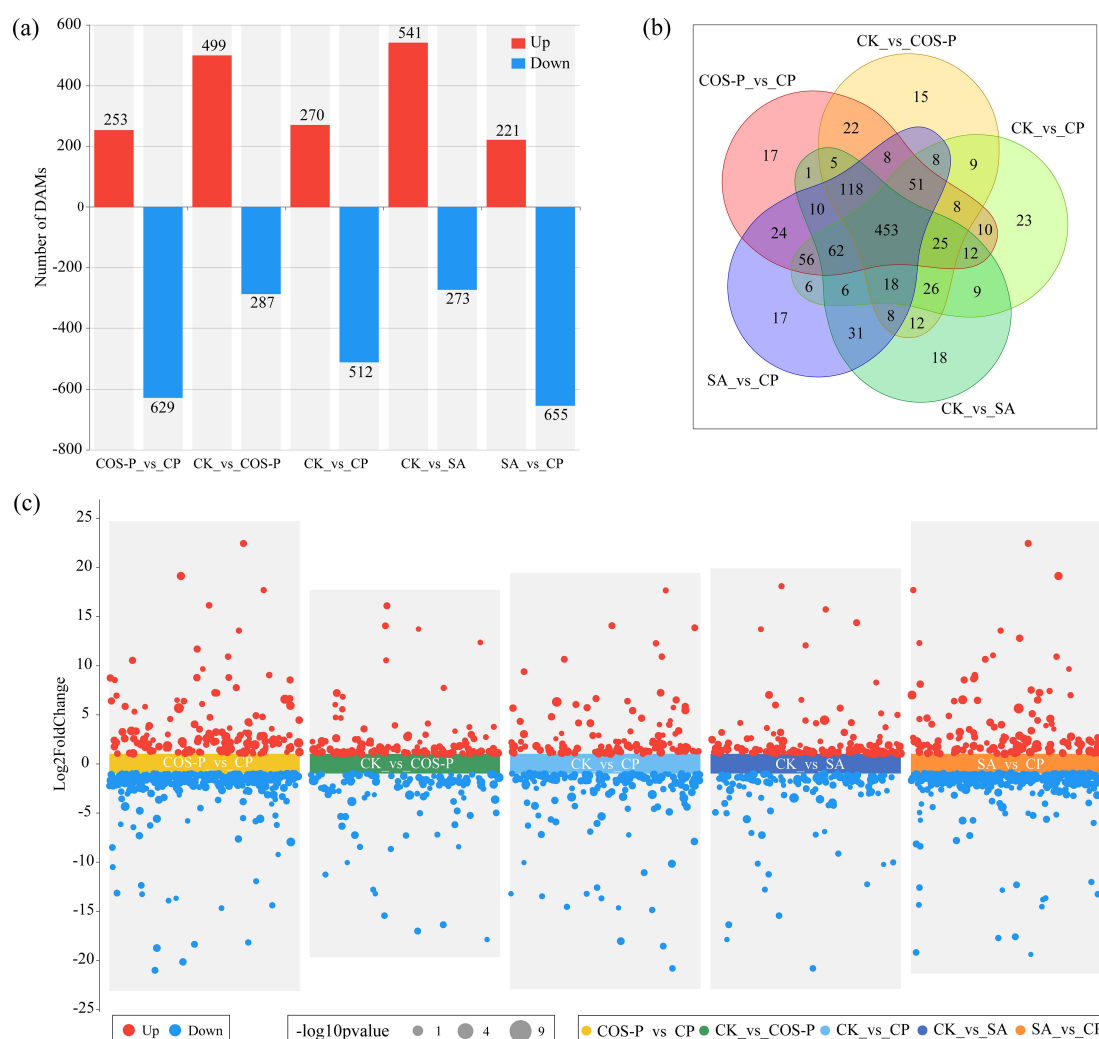 (a)
600
400
200
0
-200
-400
-600
-800
Number of DAMs
Up
Down
253
499
270
541
221
629
287
512
273
655
COS-P_vs_CP
CK_vs_COS-P
CK_vs_CP
CK_vs_SA
SA_vs_CP
(b)
CK_vs_COS-P
COS-P_vs_CP
CK_vs_CP
SA_vs_CP
CK_vs_SA
15
22
17
8
8
9
5
1
51
118
23
10
8
10
24
453
25
12
62
56
6
6
18
26
9
17
31
8
12
18
(c)
25
20
15
10
5
0
-5
-10
-15
-20
-25
Log2FoldChange
COS-P_vs_CP
CK_vs_COS-P
CK_vs_CP
CK_vs_SA
SA_vs_CP
Up
Down
-log10pvalue
1
4
9
COS-P vs CP
CK_vs_COS-P
CK_vs_CP
CK_vs_SA
SA_vs_CP